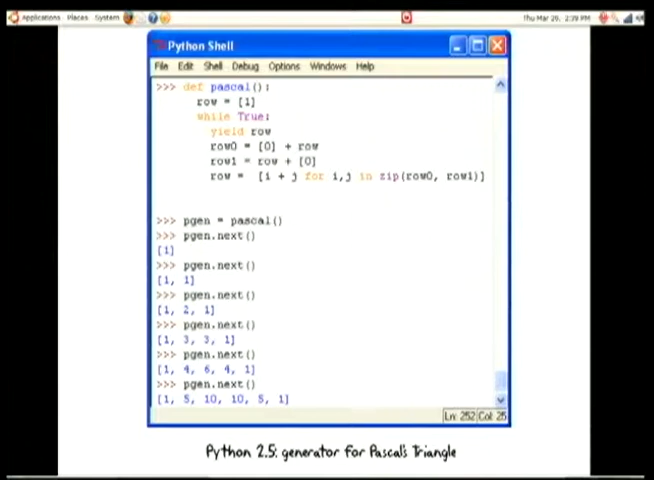 Applications Places System
Thu Mar 29, 2:39 PM
Python Shell
File Edit Shell Debug Options Windows Help
>>> def pascal():
row = [1]
while True:
yield row
row0 = [0] + row
row1 = row + [0]
row = [i + j for i,j in zip(row0, row1)]
>>> pgen = pascal()
>>> pgen.next()
[1]
>>> pgen.next()
[1, 1]
>>> pgen.next()
[1, 2, 1]
>>> pgen.next()
[1, 3, 3, 1]
>>> pgen.next()
[1, 4, 6, 4, 1]
>>> pgen.next()
[1, 5, 10, 10, 5, 1]
Ln: 252 Col: 25
Python 2.5: generator for Pascal's Triangle